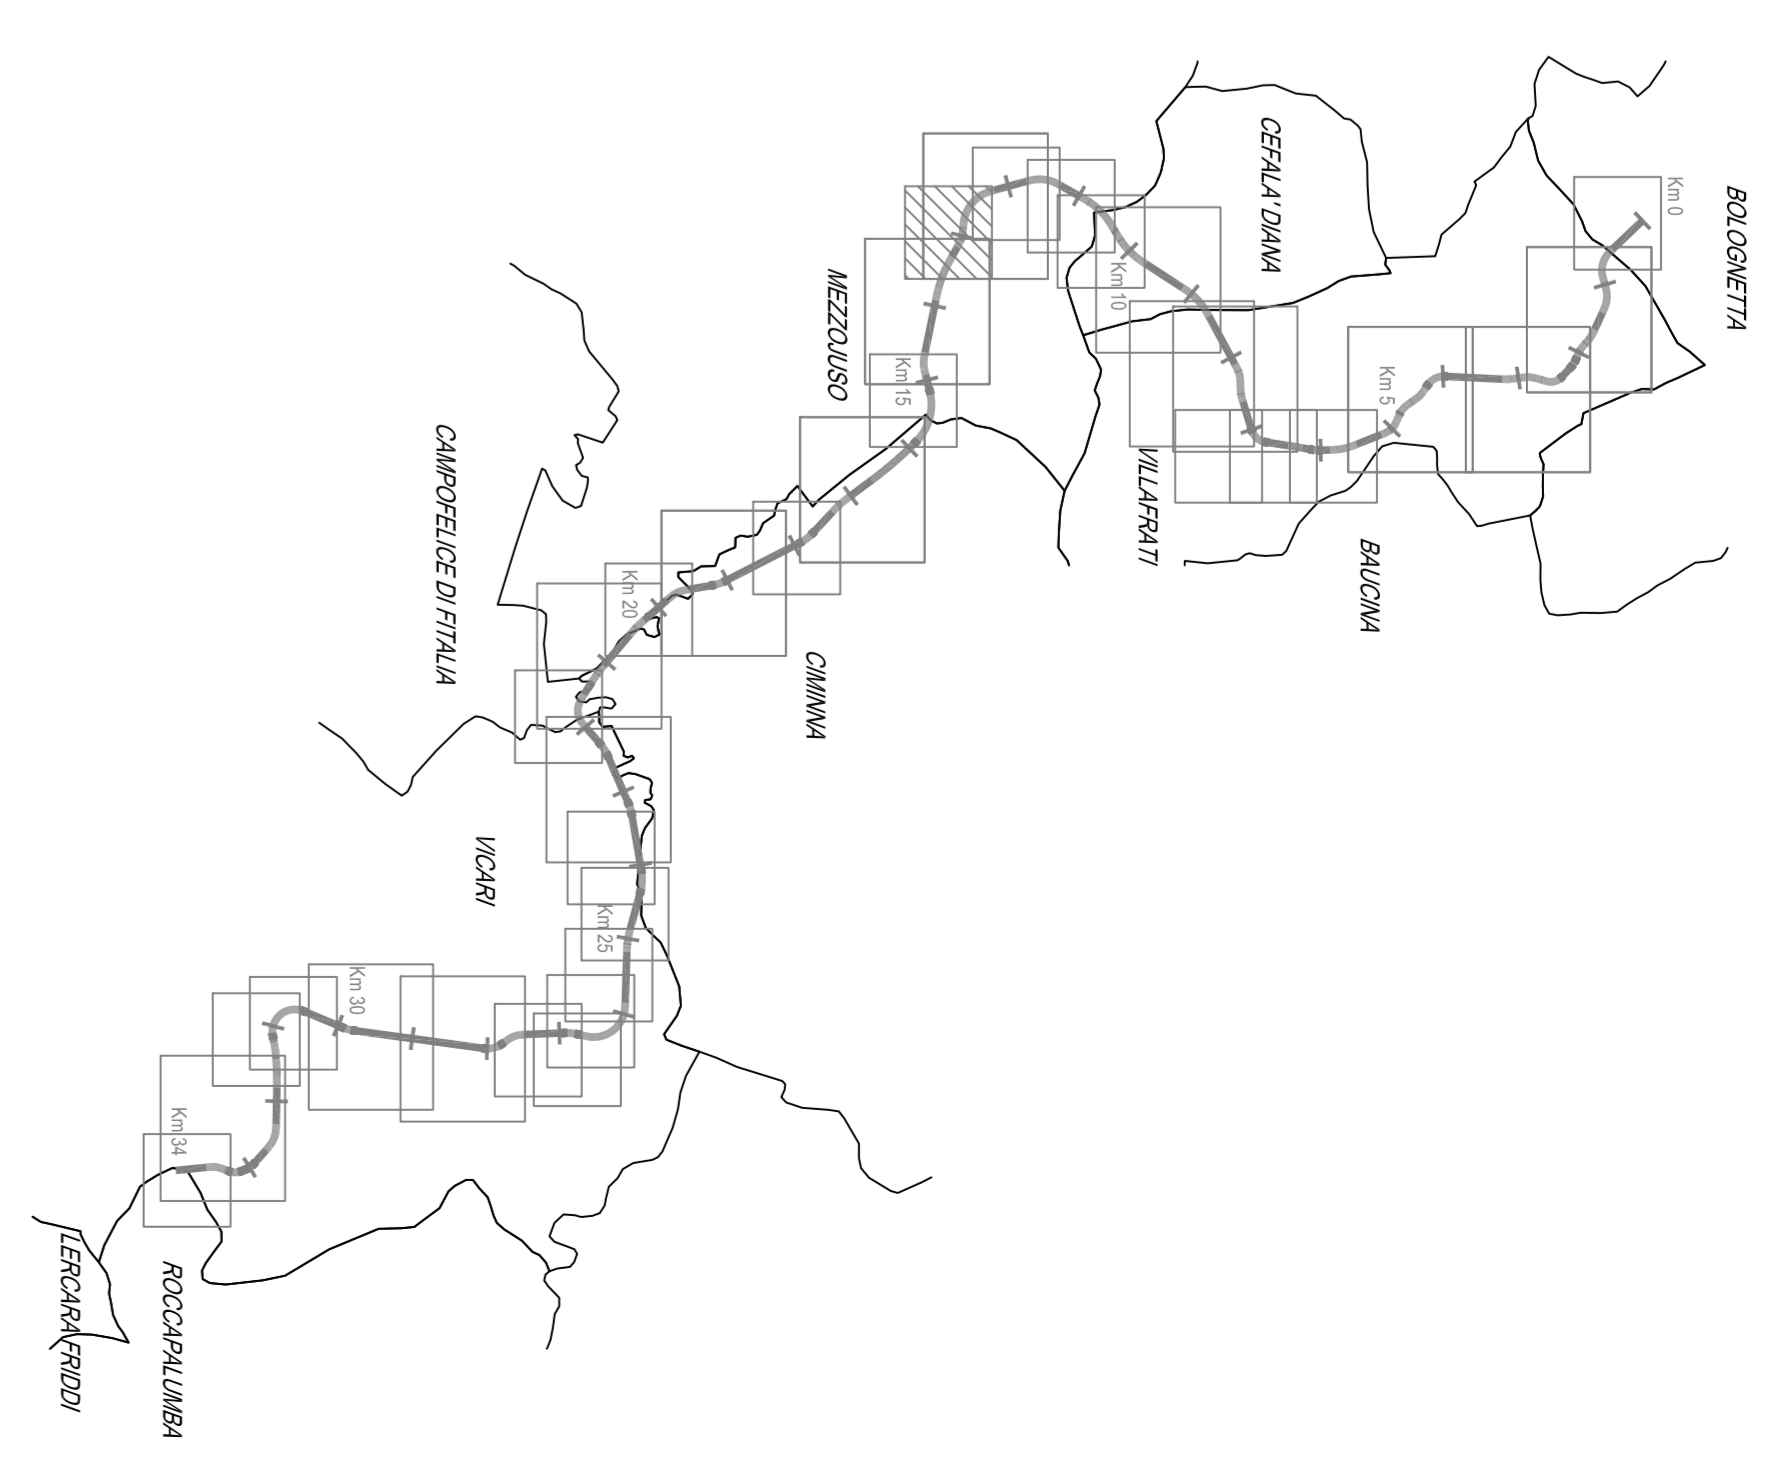 BOLOGNETTA
Km 0
CEFALA' DIANA
Km 5
BAUCINA
Km 10
VILLAFRATI
MEZZOJUSO
Km 15
CIMINNA
Km 20
CAMPOFELICE DI FITALIA
VICARI
Km 25
Km 30
Km 34
ROCCAPALUMBA
LERCARA FRIDDI